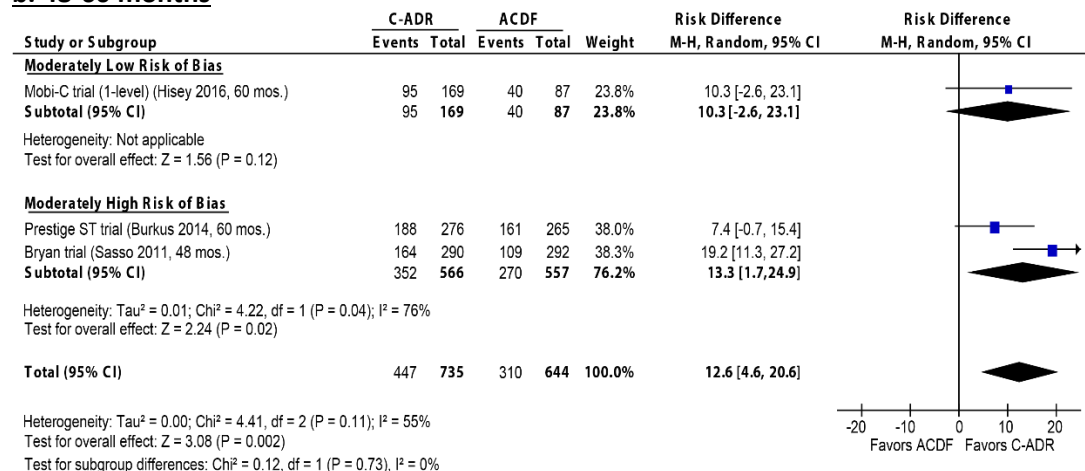 b. 48-60 months
C-ADR ACDF Risk Difference Risk Difference
Study or Subgroup Events Total Events Total Weight M-H, Random, 95% CI M-H, Random, 95% CI
Moderately Low Risk of Bias
Mobi-C trial (1-level) (Hisey 2016, 60 mos.) 95 169 40 87 23.8% 10.3 [-2.6, 23.1]
Subtotal (95% CI) 95 169 40 87 23.8% 10.3 [-2.6, 23.1]
Heterogeneity: Not applicable
Test for overall effect: Z = 1.56 (P = 0.12)
Moderately High Risk of Bias
Prestige ST trial (Burkus 2014, 60 mos.) 188 276 161 265 38.0% 7.4 [-0.7, 15.4]
Bryan trial (Sasso 2011, 48 mos.) 164 290 109 292 38.3% 19.2 [11.3, 27.2]
Subtotal (95% CI) 352 566 270 557 76.2% 13.3 [1.7,24.9]
Heterogeneity: Tau² = 0.01; Chi² = 4.22, df = 1 (P = 0.04); I² = 76%
Test for overall effect: Z = 2.24 (P = 0.02)
Total (95% CI) 447 735 310 644 100.0% 12.6 [4.6, 20.6]
Heterogeneity: Tau² = 0.00; Chi² = 4.41, df = 2 (P = 0.11); I² = 55%
Test for overall effect: Z = 3.08 (P = 0.002)
Test for subgroup differences: Chi² = 0.12, df = 1 (P = 0.73), I² = 0%
-20 -10 0 10 20
Favors ACDF Favors C-ADR